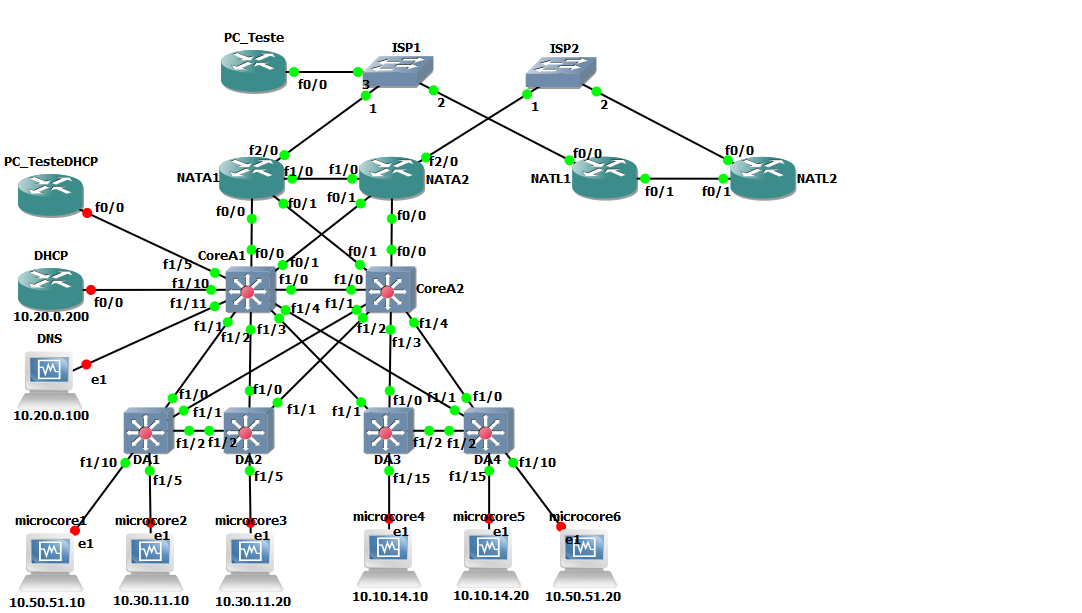 PC_Teste
ISP1
ISP2
f0/0
3
1
2
1
2
PC_TesteDHCP
f2/0
f2/0
f0/0
f0/0
NATA1
f1/0
f1/0
NATA2
NATL1
NATL2
f0/1
f0/1
f0/0
f0/0
f0/1
f0/1
f0/0
DHCP
CoreA1
f0/0
f0/1
f0/1
f0/0
f1/5
f1/10
f1/0
f1/0
CoreA2
f0/0
10.20.0.200
f1/11
f1/4
f1/1
f1/1
f1/2
f1/3
f1/2
f1/4
f1/3
DNS
e1
10.20.0.100
f1/0
f1/0
f1/0
f1/1
f1/0
f1/1
f1/1
f1/1
f1/2
f1/2
f1/2
f1/2
DA1
DA2
DA3
DA4
f1/10
f1/5
f1/5
f1/15
f1/15
f1/10
microcore1
microcore2
microcore3
microcore4
microcore5
microcore6
e1
e1
e1
e1
e1
e1
10.50.51.10
10.30.11.10
10.30.11.20
10.10.14.10
10.10.14.20
10.50.51.20